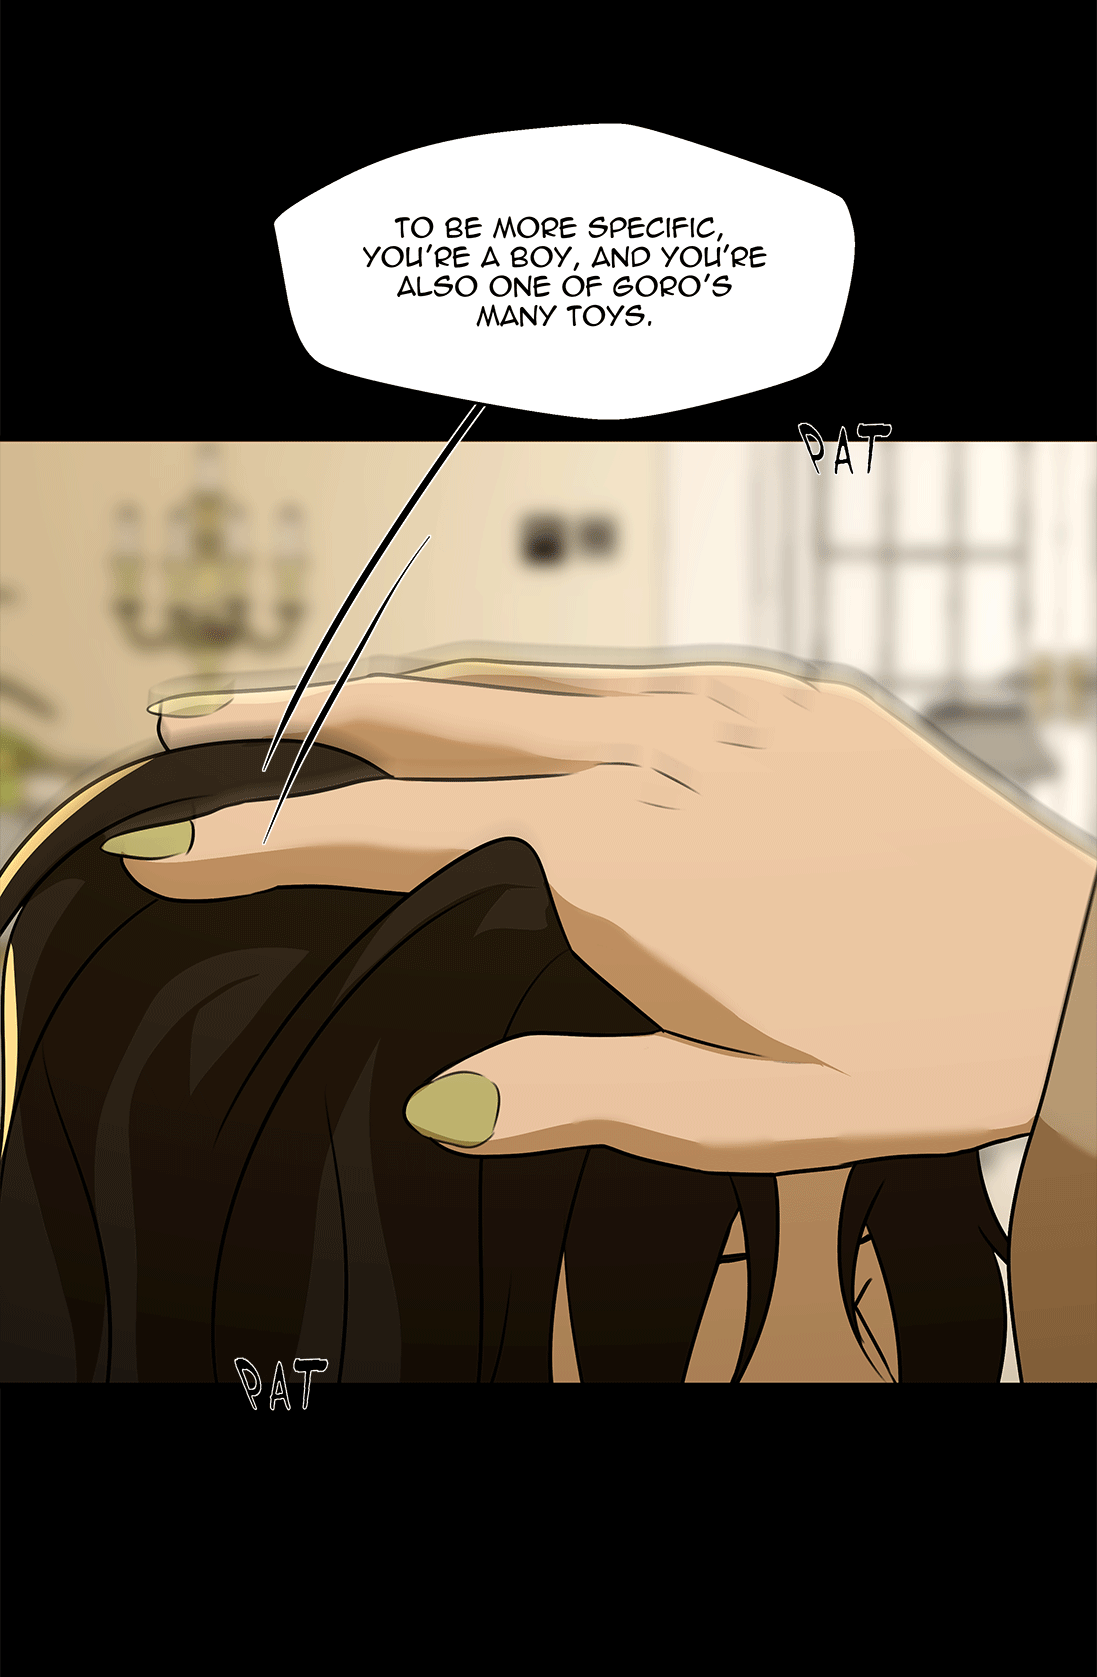 TO BE MORE SPECIFIC,
YOU'RE A BOY, AND YOU'RE
ALSO ONE OF GORO'S
MANY TOYS.
PAT
PAT